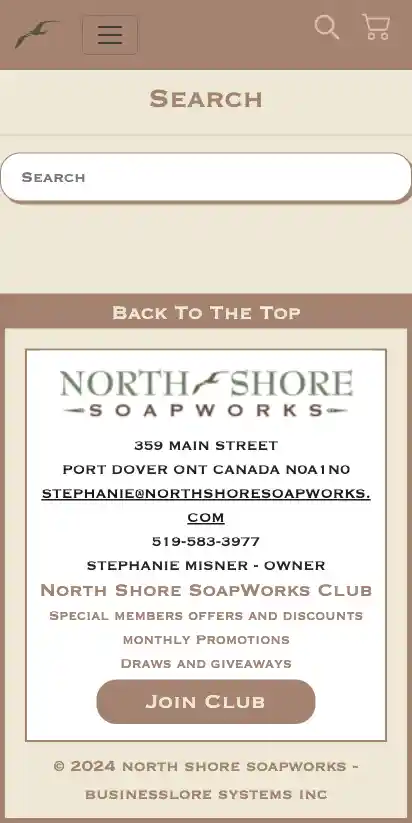 Search
Search
Back To The Top
NORTH SHORE
SOAPWORKS
359 MAIN STREET
PORT DOVER ONT CANADA N0A1N0
STEPHANIE@NORTHSHORESOAPWORKS.
COM
519-583-3977
STEPHANIE MISNER - OWNER
North Shore SoapWorks Club
Special members offers and discounts
monthly Promotions
Draws and giveaways
Join Club
© 2024 north shore soapworks -
businesslore systems inc